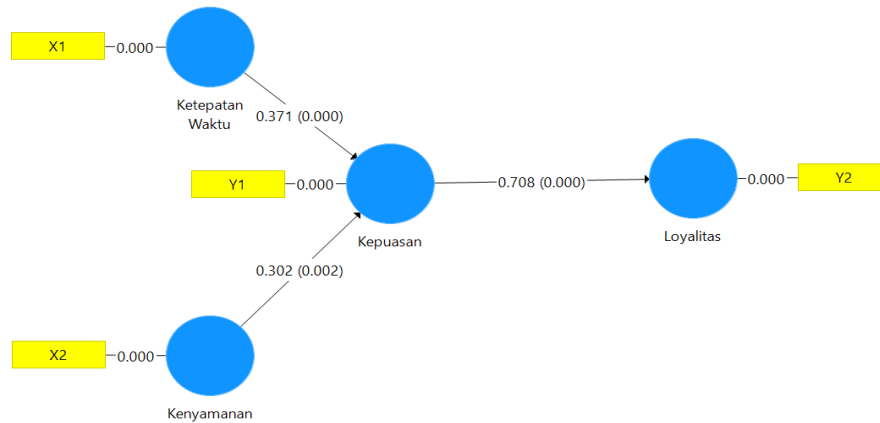 X1
0.000
Ketepatan
Waktu
0.371 (0.000)
Y1
0.000
Kepuasan
0.708 (0.000)
Loyalitas
0.000
Y2
0.302 (0.002)
X2
0.000
Kenyamanan